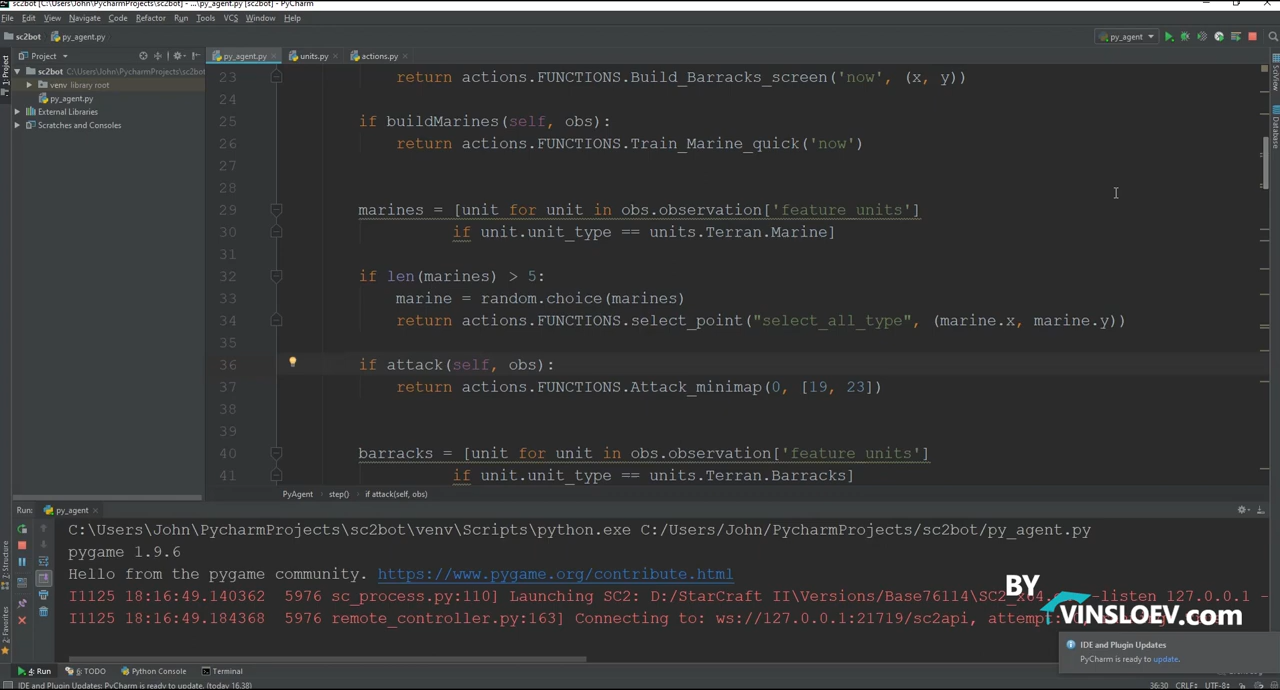 sc2bot [C:\Users\John\PycharmProjects\sc2bot] - ...\py_agent.py [sc2bot] - PyCharm
File Edit View Navigate Code Refactor Run Tools VCS Window Help
sc2bot py_agent.py
py_agent
Project
py_agent.py units.py actions.py
1: Project
sc2bot C:\Users\John\PycharmProjects\sc2bot
venv library root
py_agent.py
External Libraries
Scratches and Consoles
SciView
Database
23 return actions.FUNCTIONS.Build_Barracks_screen('now', (x, y))
24
25 if buildMarines(self, obs):
26 return actions.FUNCTIONS.Train_Marine_quick('now')
27
28
29 marines = [unit for unit in obs.observation['feature_units']
30 if unit.unit_type == units.Terran.Marine]
31
32 if len(marines) > 5:
33 marine = random.choice(marines)
34 return actions.FUNCTIONS.select_point("select_all_type", (marine.x, marine.y))
35
36 if attack(self, obs):
37 return actions.FUNCTIONS.Attack_minimap(0, [19, 23])
38
39
40 barracks = [unit for unit in obs.observation['feature_units']
41 if unit.unit_type == units.Terran.Barracks]
PyAgent step() if attack(self, obs)
Run: py_agent
C:\Users\John\PycharmProjects\sc2bot\venv\Scripts\python.exe C:/Users/John/PycharmProjects/sc2bot/py_agent.py
pygame 1.9.6
Hello from the pygame community. https://www.pygame.org/contribute.html
I1125 18:16:49.140362 5976 sc_process.py:110] Launching SC2: D:/StarCraft II\Versions/Base76114\SC2_x64. -listen 127.0.0.1 -
I1125 18:16:49.184368 5976 remote_controller.py:163] Connecting to: ws://127.0.0.1:21719/sc2api, attempt:
7: Structure
2: Favorites
BY
VINSLOEV.com
IDE and Plugin Updates
PyCharm is ready to update.
4: Run 6: TODO Python Console Terminal
IDE and Plugin Updates: PyCharm is ready to update. (today 16.38)
36:30 CRLF UTF-8